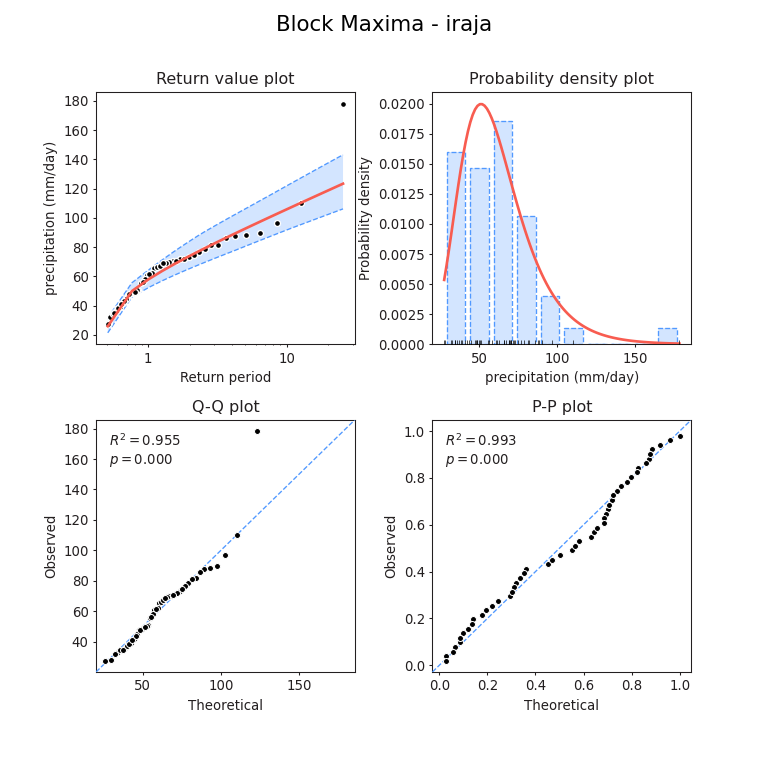 Block Maxima - iraja
Return value plot
precipitation (mm/day)
180
160
140
120
100
80
60
40
20
1 10
Return period
Probability density plot
Probability density
0.0200
0.0175
0.0150
0.0125
0.0100
0.0075
0.0050
0.0025
0.0000
50 100 150
precipitation (mm/day)
Q-Q plot
Observed
180
160
140
120
100
80
60
40
R² = 0.955
p = 0.000
50 100 150
Theoretical
P-P plot
Observed
1.0
0.8
0.6
0.4
0.2
0.0
R² = 0.993
p = 0.000
0.0 0.2 0.4 0.6 0.8 1.0
Theoretical